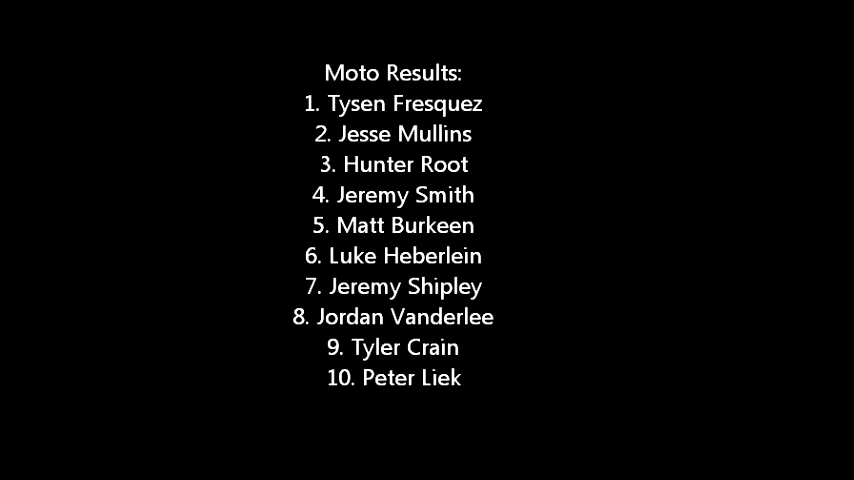 Moto Results:
1. Tysen Fresquez
2. Jesse Mullins
3. Hunter Root
4. Jeremy Smith
5. Matt Burkeen
6. Luke Heberlein
7. Jeremy Shipley
8. Jordan Vanderlee
9. Tyler Crain
10. Peter Liek